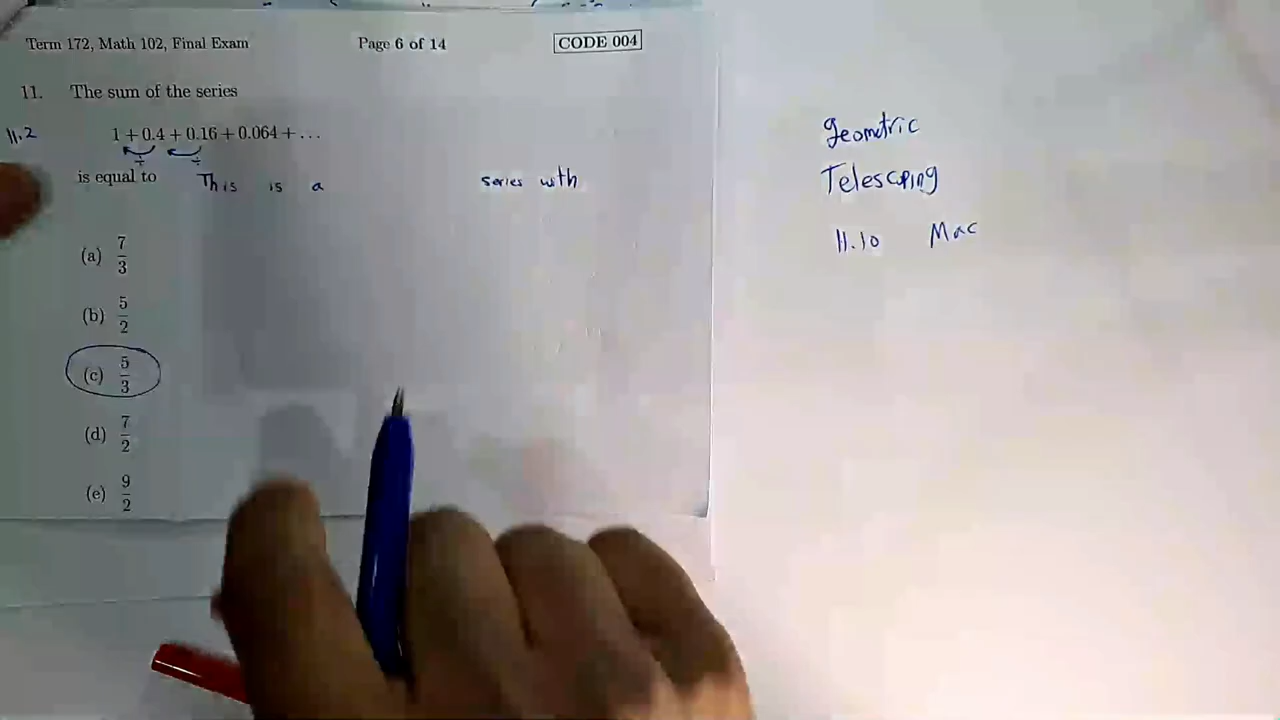 Term 172, Math 102, Final Exam Page 6 of 14 CODE 004
11. The sum of the series
11.2 1 + 0.4 + 0.16 + 0.064 + ...
÷ ÷
is equal to This is a series with
(a) 7/3
(b) 5/2
(c) 5/3
(d) 7/2
(e) 9/2
geometric
Telescoping
11.10 Mac